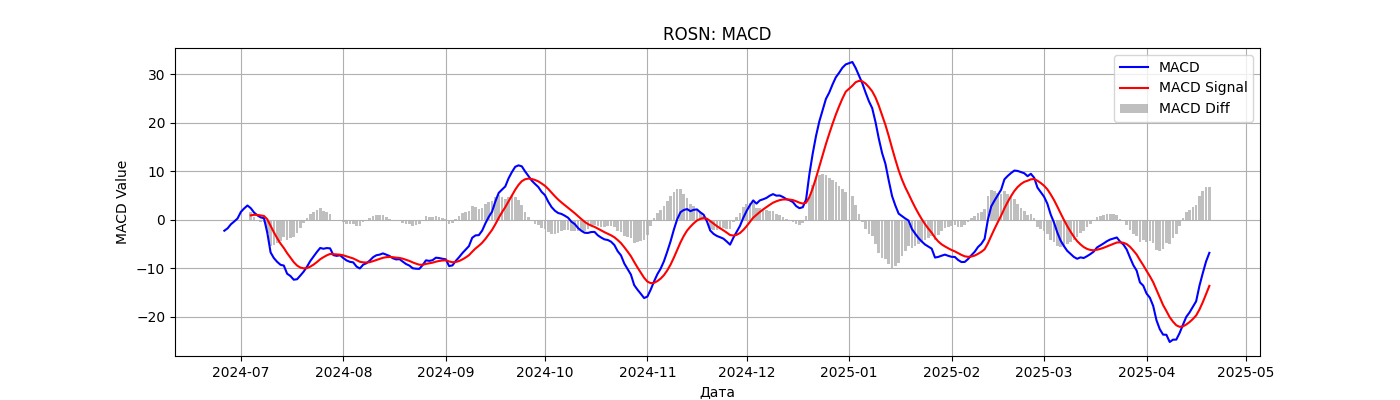 ROSN: MACD
MACD
MACD Signal
MACD Diff
MACD Value
30
20
10
0
−10
−20
2024-07
2024-08
2024-09
2024-10
2024-11
2024-12
2025-01
2025-02
2025-03
2025-04
2025-05
Дата